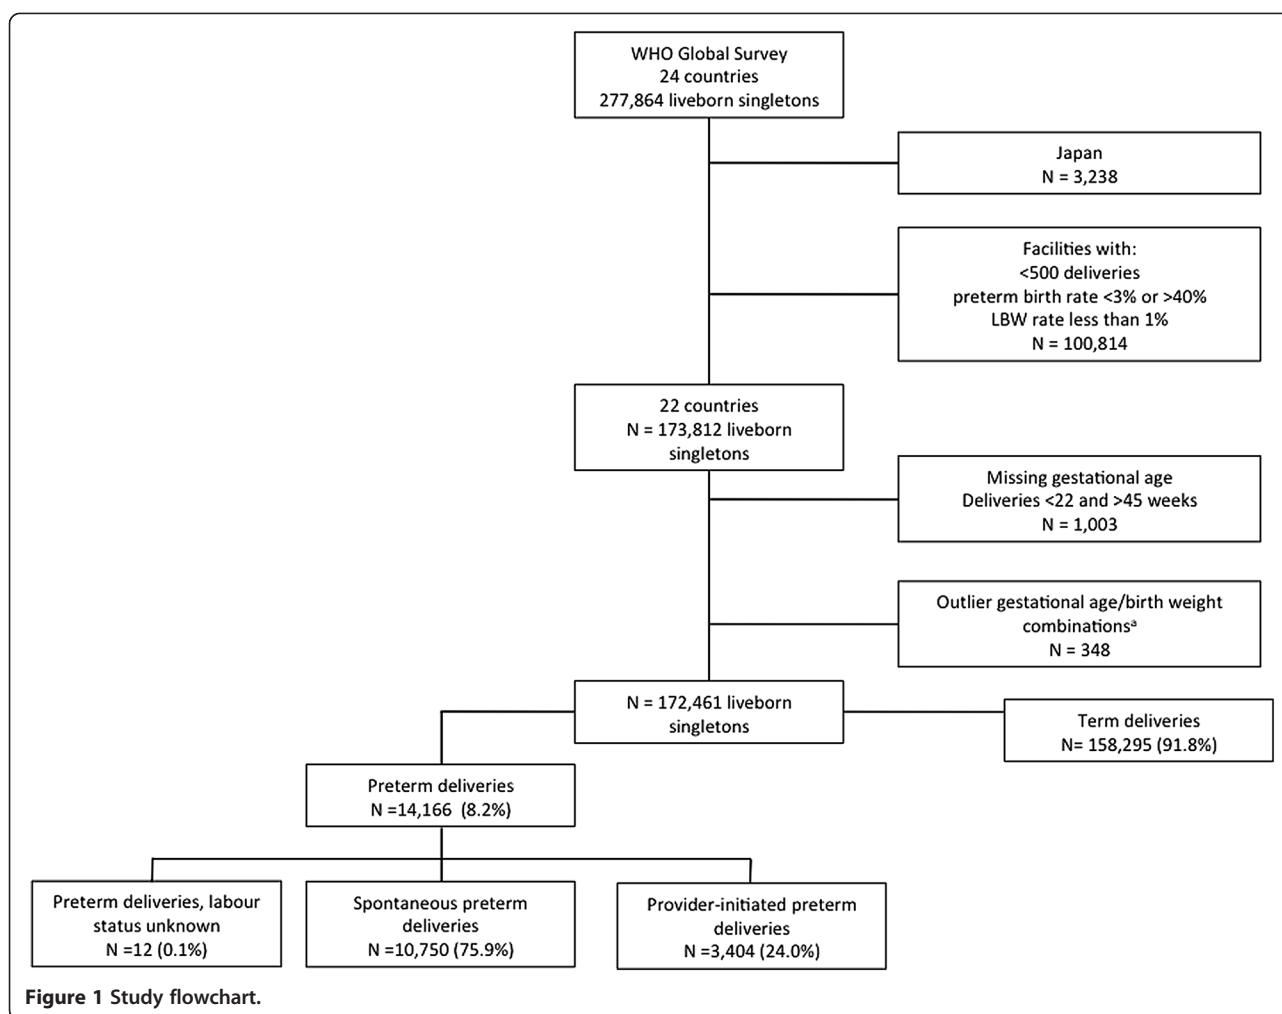 WHO Global Survey
24 countries
277,864 liveborn singletons
Japan
N = 3,238
Facilities with:
<500 deliveries
preterm birth rate <3% or >40%
LBW rate less than 1%
N = 100,814
22 countries
N = 173,812 liveborn
singletons
Missing gestational age
Deliveries <22 and >45 weeks
N = 1,003
Outlier gestational age/birth weight
combinationsᵃ
N = 348
N = 172,461 liveborn
singletons
Term deliveries
N= 158,295 (91.8%)
Preterm deliveries
N =14,166 (8.2%)
Preterm deliveries, labour
status unknown
N =12 (0.1%)
Spontaneous preterm
deliveries
N =10,750 (75.9%)
Provider-initiated preterm
deliveries
N =3,404 (24.0%)
Figure 1 Study flowchart.